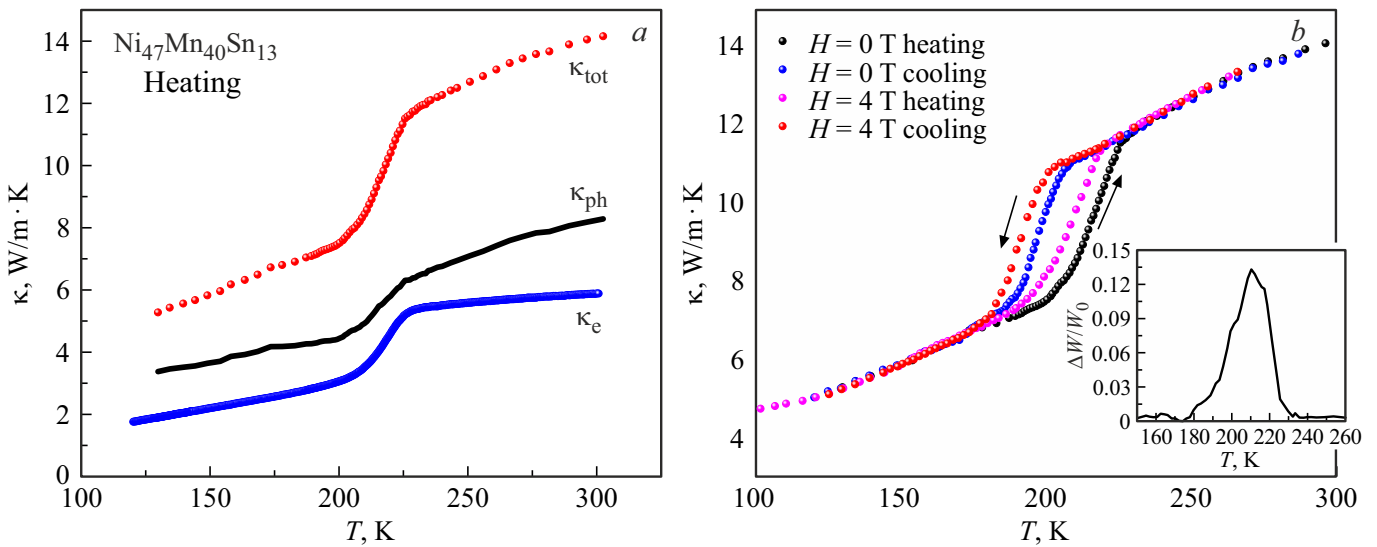 Ni47Mn40Sn13
Heating
a
κtot
κph
κe
κ, W/m · K
14
12
10
8
6
4
2
0
100 150 200 250 300
T, K
b
H = 0 T heating
H = 0 T cooling
H = 4 T heating
H = 4 T cooling
κ, W/m · K
14
12
10
8
6
4
100 150 200 250 300
T, K
ΔW/W0
0.15
0.12
0.09
0.06
0.03
0
160 180 200 220 240 260
T, K